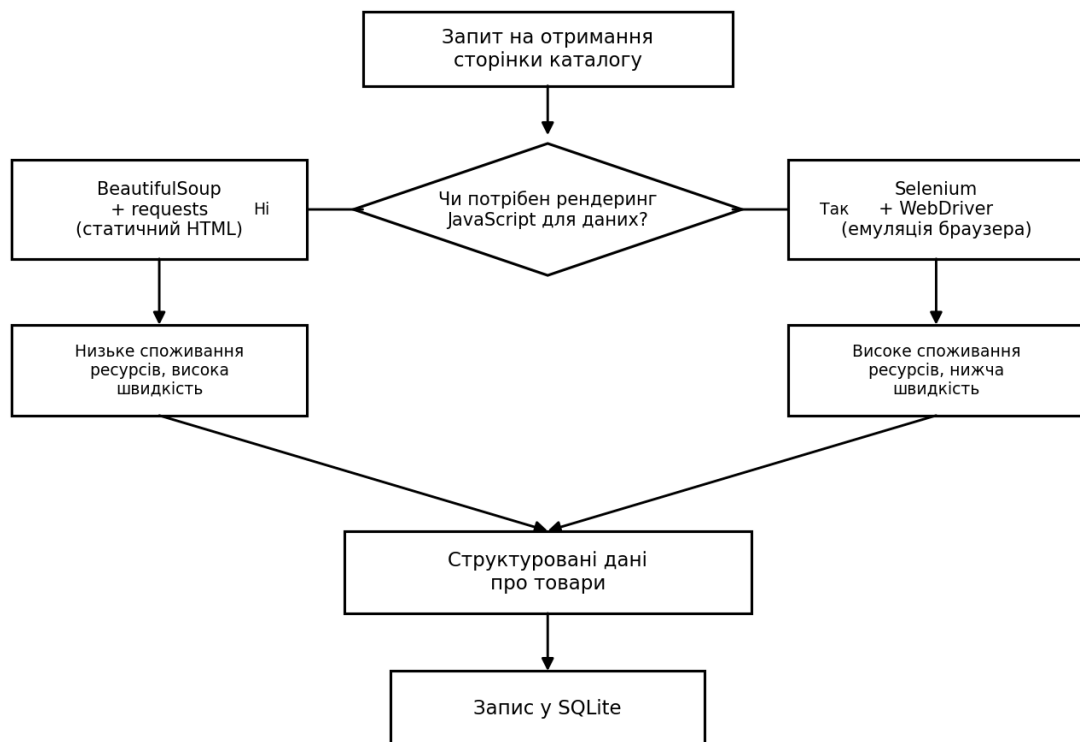 Запит на отримання
сторінки каталогу
Чи потрібен рендеринг
JavaScript для даних?
Ні
Так
BeautifulSoup
+ requests
(статичний HTML)
Selenium
+ WebDriver
(емуляція браузера)
Низьке споживання
ресурсів, висока
швидкість
Високе споживання
ресурсів, нижча
швидкість
Структуровані дані
про товари
Запис у SQLite